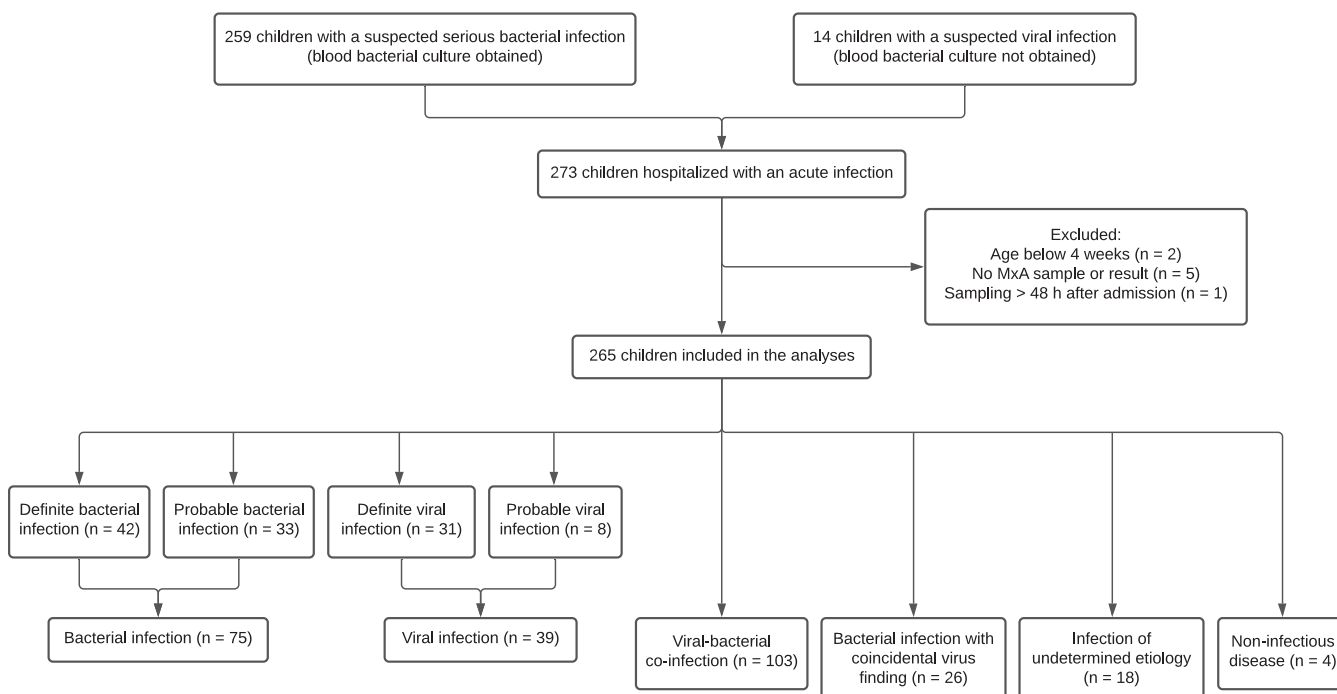 259 children with a suspected serious bacterial infection
(blood bacterial culture obtained)
14 children with a suspected viral infection
(blood bacterial culture not obtained)
273 children hospitalized with an acute infection
Excluded:
Age below 4 weeks (n = 2)
No MxA sample or result (n = 5)
Sampling > 48 h after admission (n = 1)
265 children included in the analyses
Definite bacterial
infection (n = 42)
Probable bacterial
infection (n = 33)
Definite viral
infection (n = 31)
Probable viral
infection (n = 8)
Bacterial infection (n = 75)
Viral infection (n = 39)
Viral-bacterial
co-infection (n = 103)
Bacterial infection with
coincidental virus
finding (n = 26)
Infection of
undetermined etiology
(n = 18)
Non-infectious
disease (n = 4)